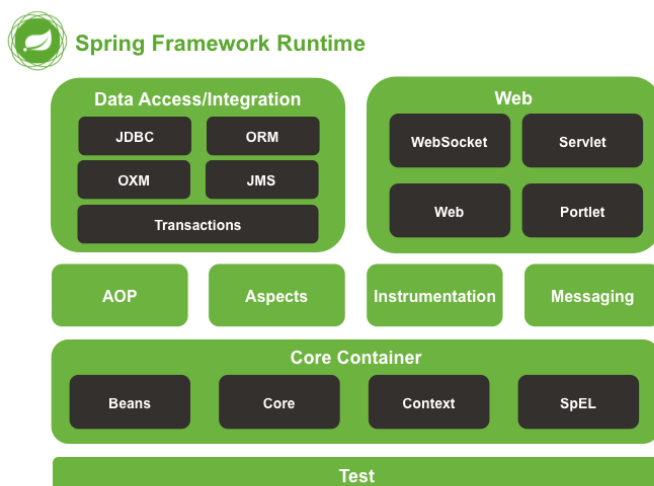 Spring Framework Runtime
Data Access/Integration
JDBC
ORM
OXM
JMS
Transactions
Web
WebSocket
Servlet
Web
Portlet
AOP
Aspects
Instrumentation
Messaging
Core Container
Beans
Core
Context
SpEL
Test